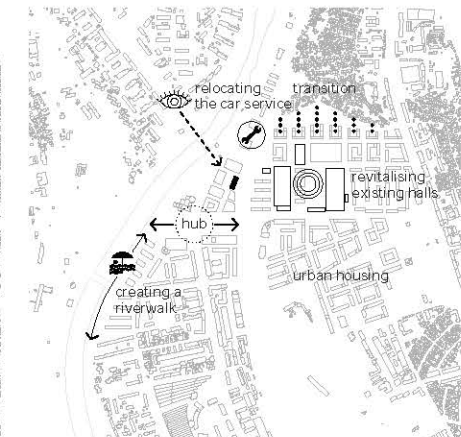 relocating
the car service
transition
revitalising
existing halls
hub
urban housing
creating a
riverwalk